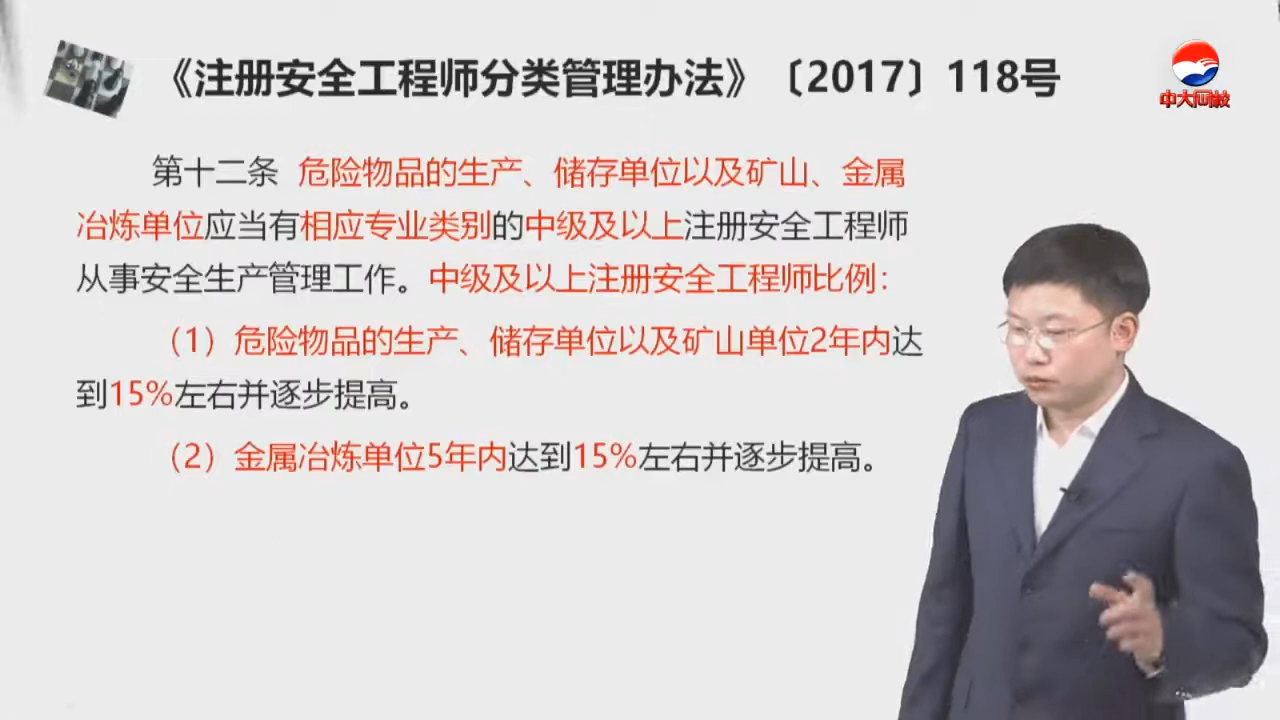 《注册安全工程师分类管理办法》〔2017〕118号
中大网校
第十二条 危险物品的生产、储存单位以及矿山、金属
冶炼单位应当有相应专业类别的中级及以上注册安全工程师
从事安全生产管理工作。中级及以上注册安全工程师比例：
（1）危险物品的生产、储存单位以及矿山单位2年内达
到15%左右并逐步提高。
（2）金属冶炼单位5年内达到15%左右并逐步提高。